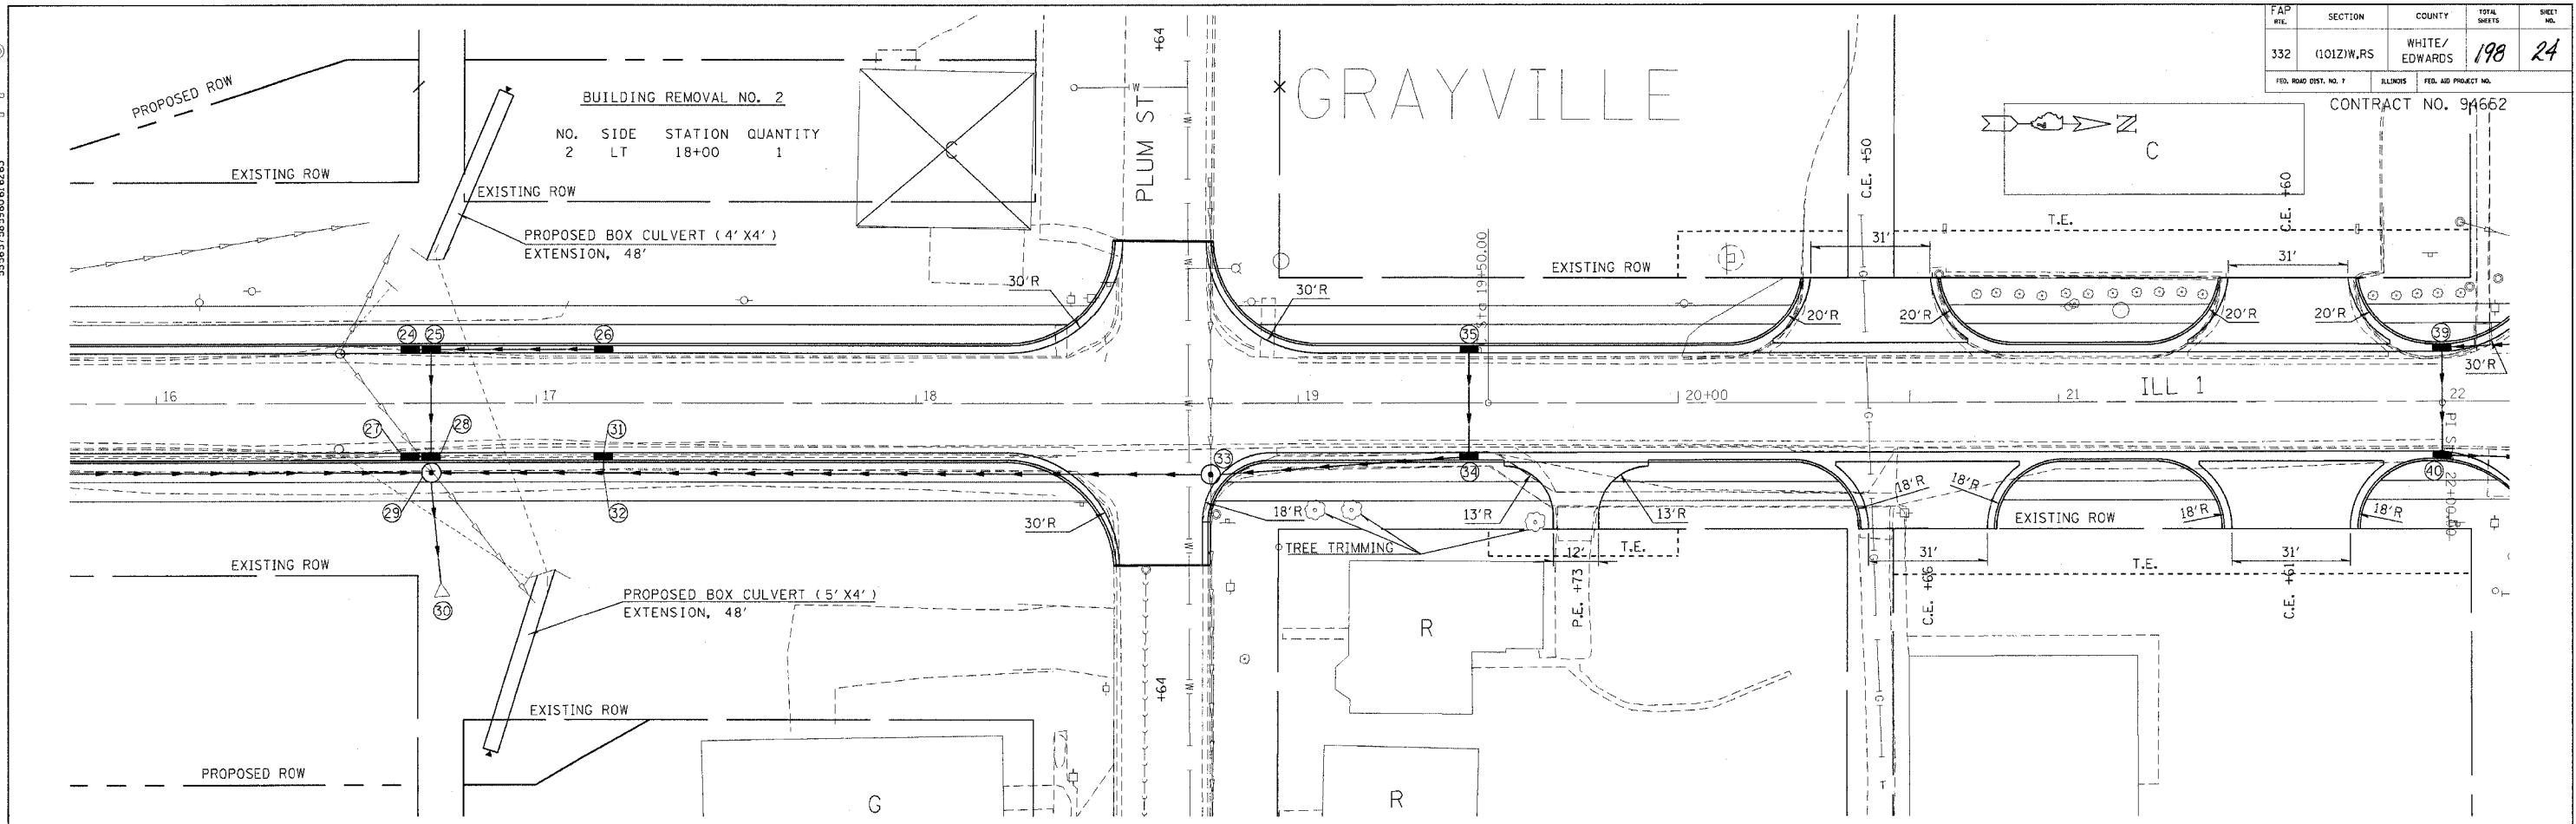 FAP RTE. SECTION COUNTY TOTAL SHEETS SHEET NO.
332 (101Z)W,RS WHITE/ EDWARDS 198 24
FED. ROAD DIST. NO. 7 ILLINOIS FED. AID PROJECT NO.
CONTRACT NO. 94662
GRAYVILLE
PROPOSED ROW
BUILDING REMOVAL NO. 2
NO. SIDE STATION QUANTITY
2 LT 18+00 1
EXISTING ROW
EXISTING ROW
PROPOSED BOX CULVERT (4'X4')
EXTENSION, 48'
C
PLUM ST
+64
W
W
W
W
N
C
C.E. +50
C.E. +60
T.E.
31'
31'
EXISTING ROW
Sta 19+50.00
30'R
30'R
20'R
20'R
20'R
20'R
30'R
24
25
26
35
39
16
17
18
19
20+00
21
22
ILL 1
G
G
W
27
28
31
33
34
40
29
32
30
30'R
18'R
13'R
13'R
18'R
18'R
18'R
18'R
PI Sta 22+00.00
EXISTING ROW
TREE TRIMMING
12'
T.E.
31'
31'
T.E.
P.E. +73
C.E. +66
C.E. +61
EXISTING ROW
PROPOSED BOX CULVERT (5'X4')
EXTENSION, 48'
W
R
G
G
+64
W
EXISTING ROW
PROPOSED ROW
G
R
T